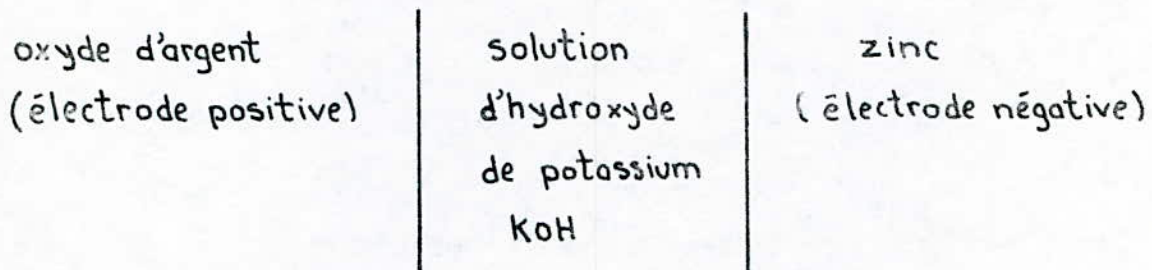 oxyde d'argent
(électrode positive)
solution
d'hydroxyde
de potassium
KOH
zinc
(électrode négative)